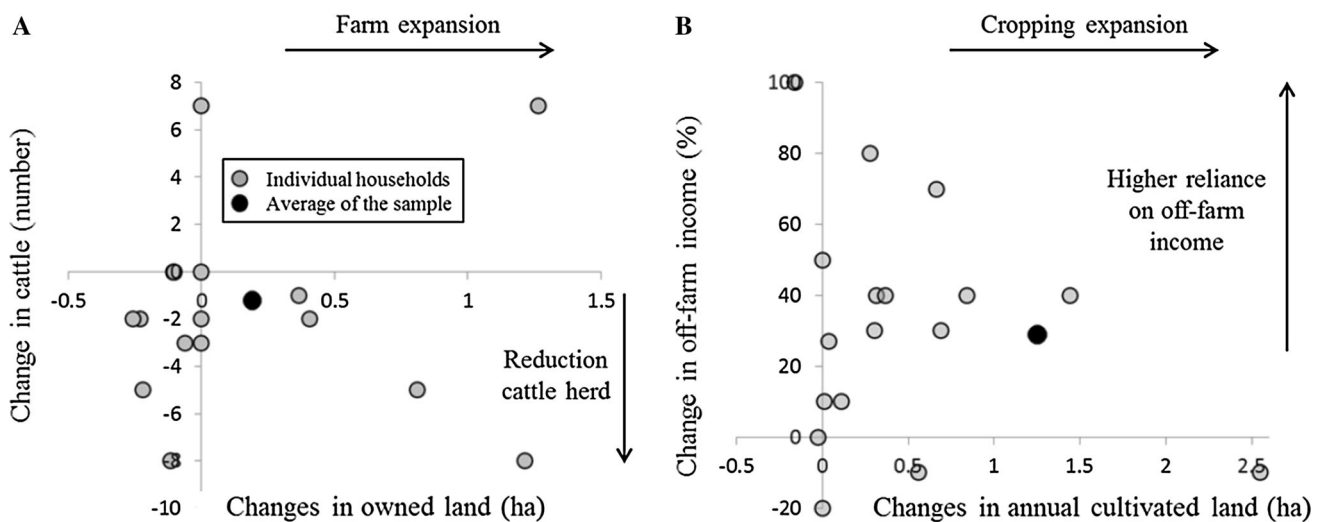 A
Farm expansion
Change in cattle (number)
8
6
4
2
0
-2
-4
-6
-8
-10
-0.5
0
0.5
1
1.5
Individual households
Average of the sample
Reduction
cattle herd
Changes in owned land (ha)
B
Cropping expansion
Change in off-farm income (%)
100
80
60
40
20
0
-20
-0.5
0
0.5
1
1.5
2
2.5
Higher reliance
on off-farm
income
Changes in annual cultivated land (ha)